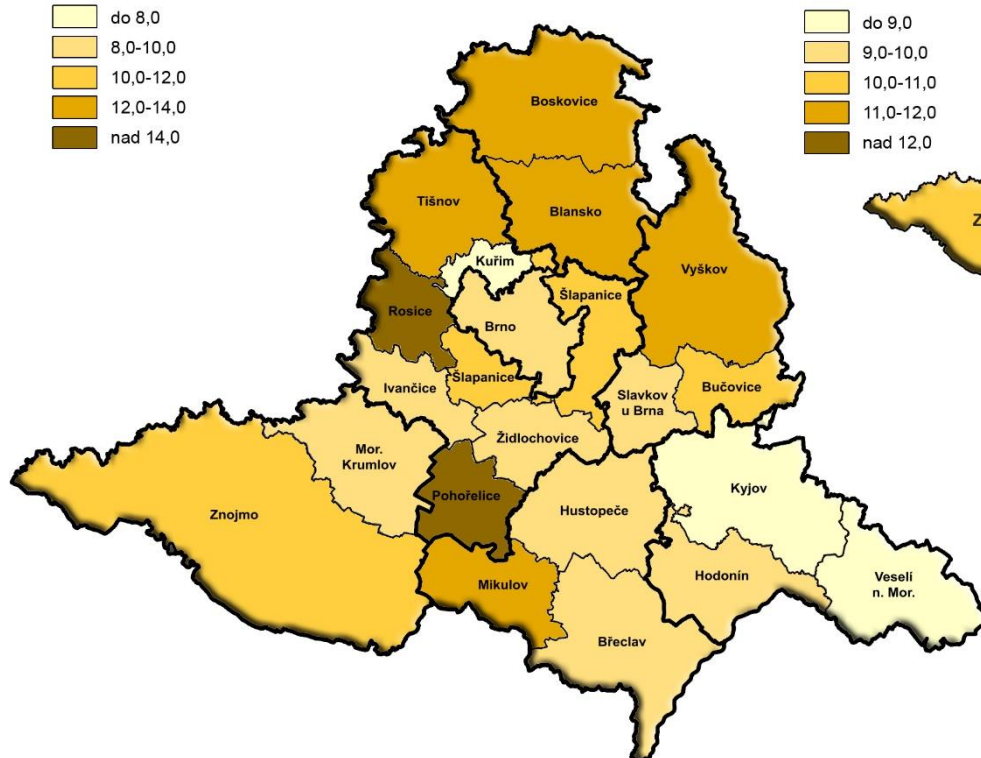 do 8,0
8,0-10,0
10,0-12,0
12,0-14,0
nad 14,0
do 9,0
9,0-10,0
10,0-11,0
11,0-12,0
nad 12,0
Boskovice
Tišnov
Blansko
Z
Kuřim
Vyškov
Šlapanice
Rosice
Brno
Ivančice
Šlapanice
Slavkov
u Brna
Bučovice
Židlochovice
Mor.
Krumlov
Kyjov
Pohořelice
Hustopeče
Znojmo
Mikulov
Hodonín
Veselí
n. Mor.
Břeclav